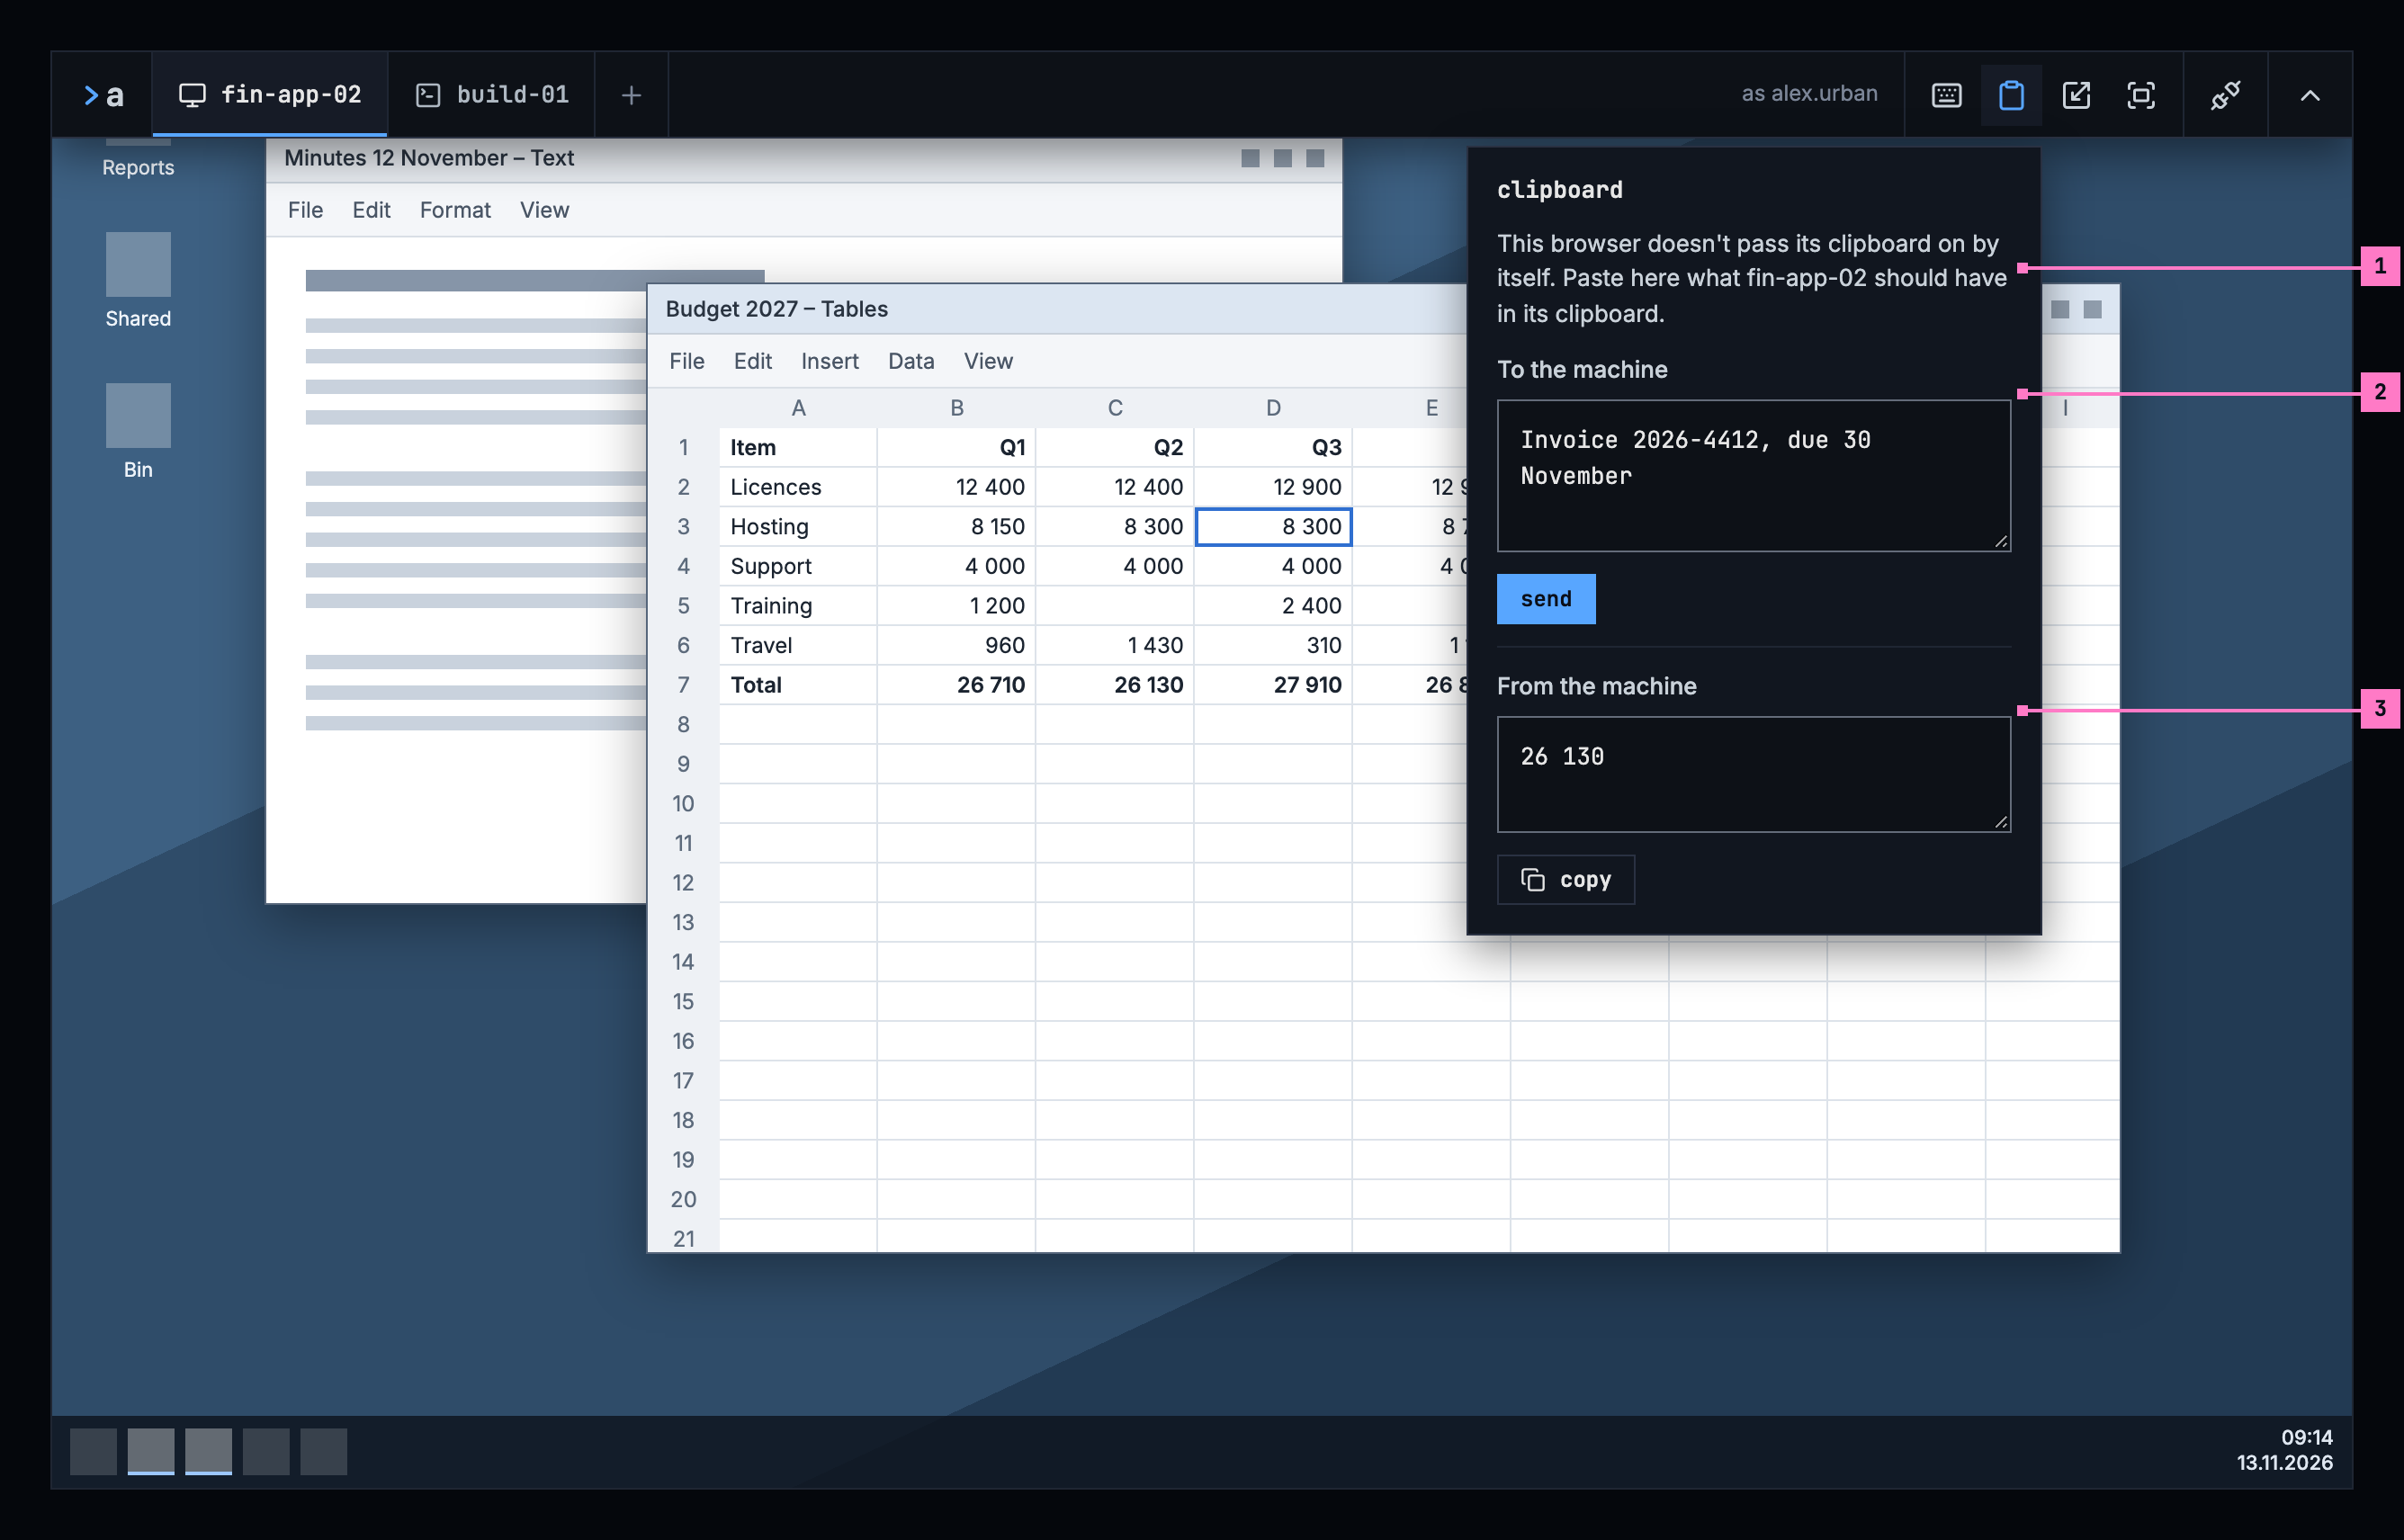 >a
fin-app-02
build-01
+
as alex.urban
Reports
Shared
Bin
Minutes 12 November – Text
File Edit Format View
Budget 2027 – Tables
File Edit Insert Data View
A B C D E I
1 Item Q1 Q2 Q3
2 Licences 12 400 12 400 12 900
3 Hosting 8 150 8 300 8 300
4 Support 4 000 4 000 4 000
5 Training 1 200 2 400
6 Travel 960 1 430 310
7 Total 26 710 26 130 27 910
8
9
10
11
12
13
14
15
16
17
18
19
20
21
clipboard
This browser doesn't pass its clipboard on by
itself. Paste here what fin-app-02 should have
in its clipboard.
To the machine
Invoice 2026-4412, due 30
November
send
From the machine
26 130
copy
1
2
3
09:14
13.11.2026